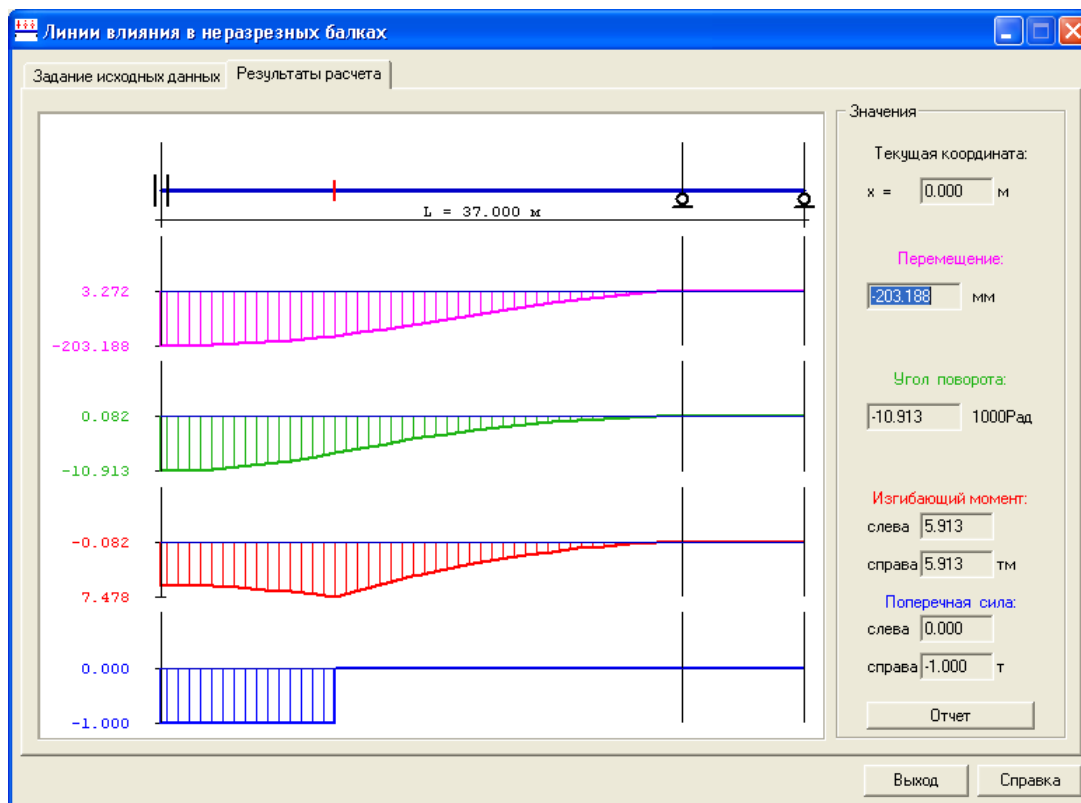 Линии влияния в неразрезных балках
Задание исходных данных
Результаты расчета
L = 37.000 м
3.272
-203.188
0.082
-10.913
-0.082
7.478
0.000
-1.000
Значения
Текущая координата:
x = 0.000 м
Перемещение:
-203.188 мм
Угол поворота:
-10.913 1000Рад
Изгибающий момент:
слева 5.913
справа 5.913 тм
Поперечная сила:
слева 0.000
справа -1.000 т
Отчет
Выход
Справка